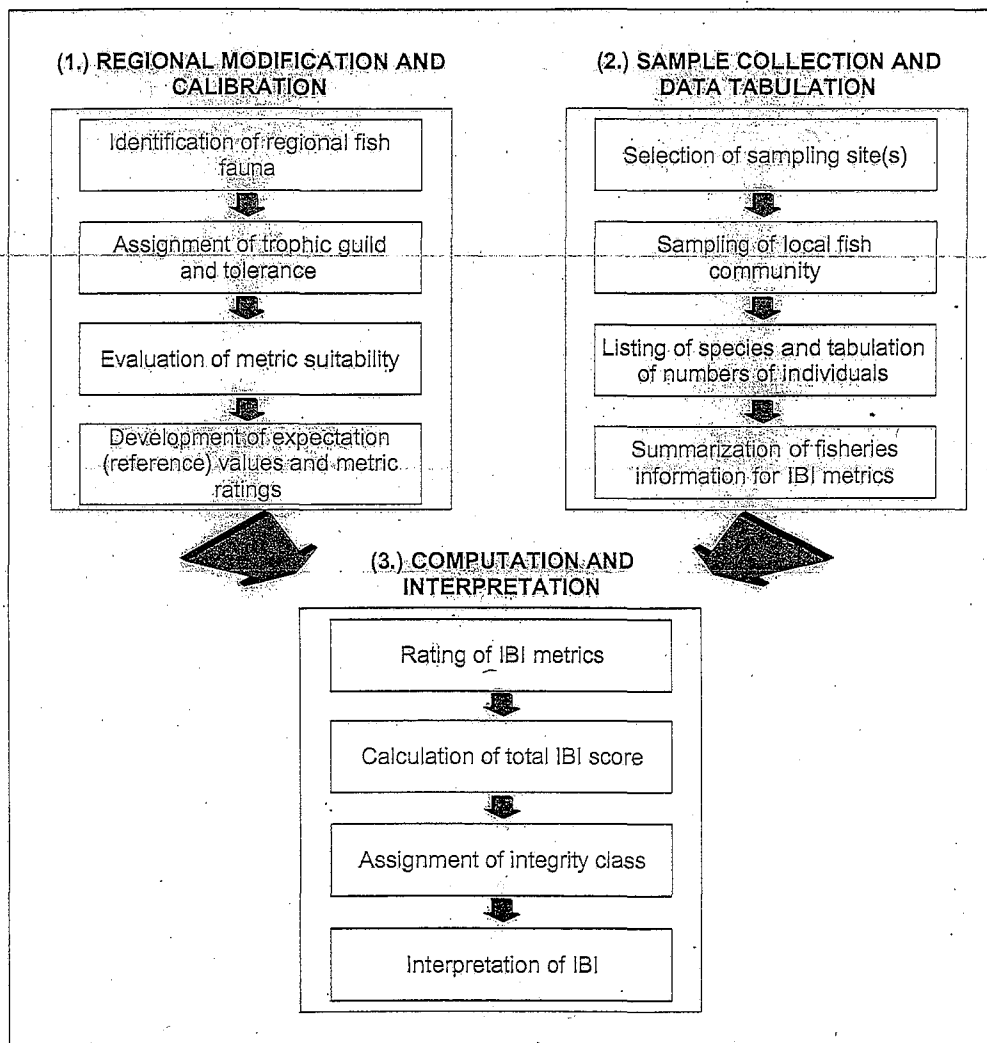 (1.) REGIONAL MODIFICATION AND
CALIBRATION
Identification of regional fish
fauna
Assignment of trophic guild
and tolerance
Evaluation of metric suitability
Development of expectation
(reference) values and metric
ratings
(2.) SAMPLE COLLECTION AND
DATA TABULATION
Selection of sampling site(s)
Sampling of local fish
community
Listing of species and tabulation
of numbers of individuals
Summarization of fisheries
information for IBI metrics
(3.) COMPUTATION AND
INTERPRETATION
Rating of IBI metrics
Calculation of total IBI score
Assignment of integrity class
Interpretation of IBI